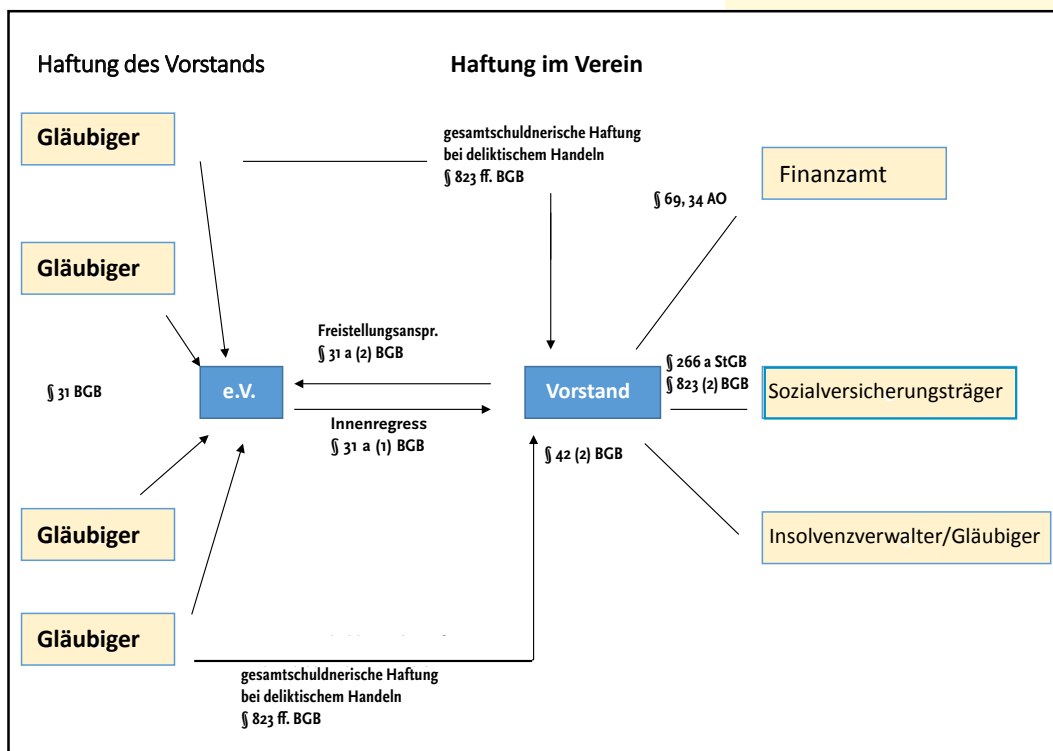 Haftung des Vorstands
Haftung im Verein
Gläubiger
gesamtschuldnerische Haftung
bei deliktischem Handeln
§ 823 ff. BGB
Finanzamt
§ 69, 34 AO
Gläubiger
Freistellungsanspr.
§ 31 a (2) BGB
§ 31 BGB
e.V.
Vorstand
§ 266 a StGB
§ 823 (2) BGB
Sozialversicherungsträger
Innenregress
§ 31 a (1) BGB
§ 42 (2) BGB
Gläubiger
Insolvenzverwalter/Gläubiger
Gläubiger
gesamtschuldnerische Haftung
bei deliktischem Handeln
§ 823 ff. BGB